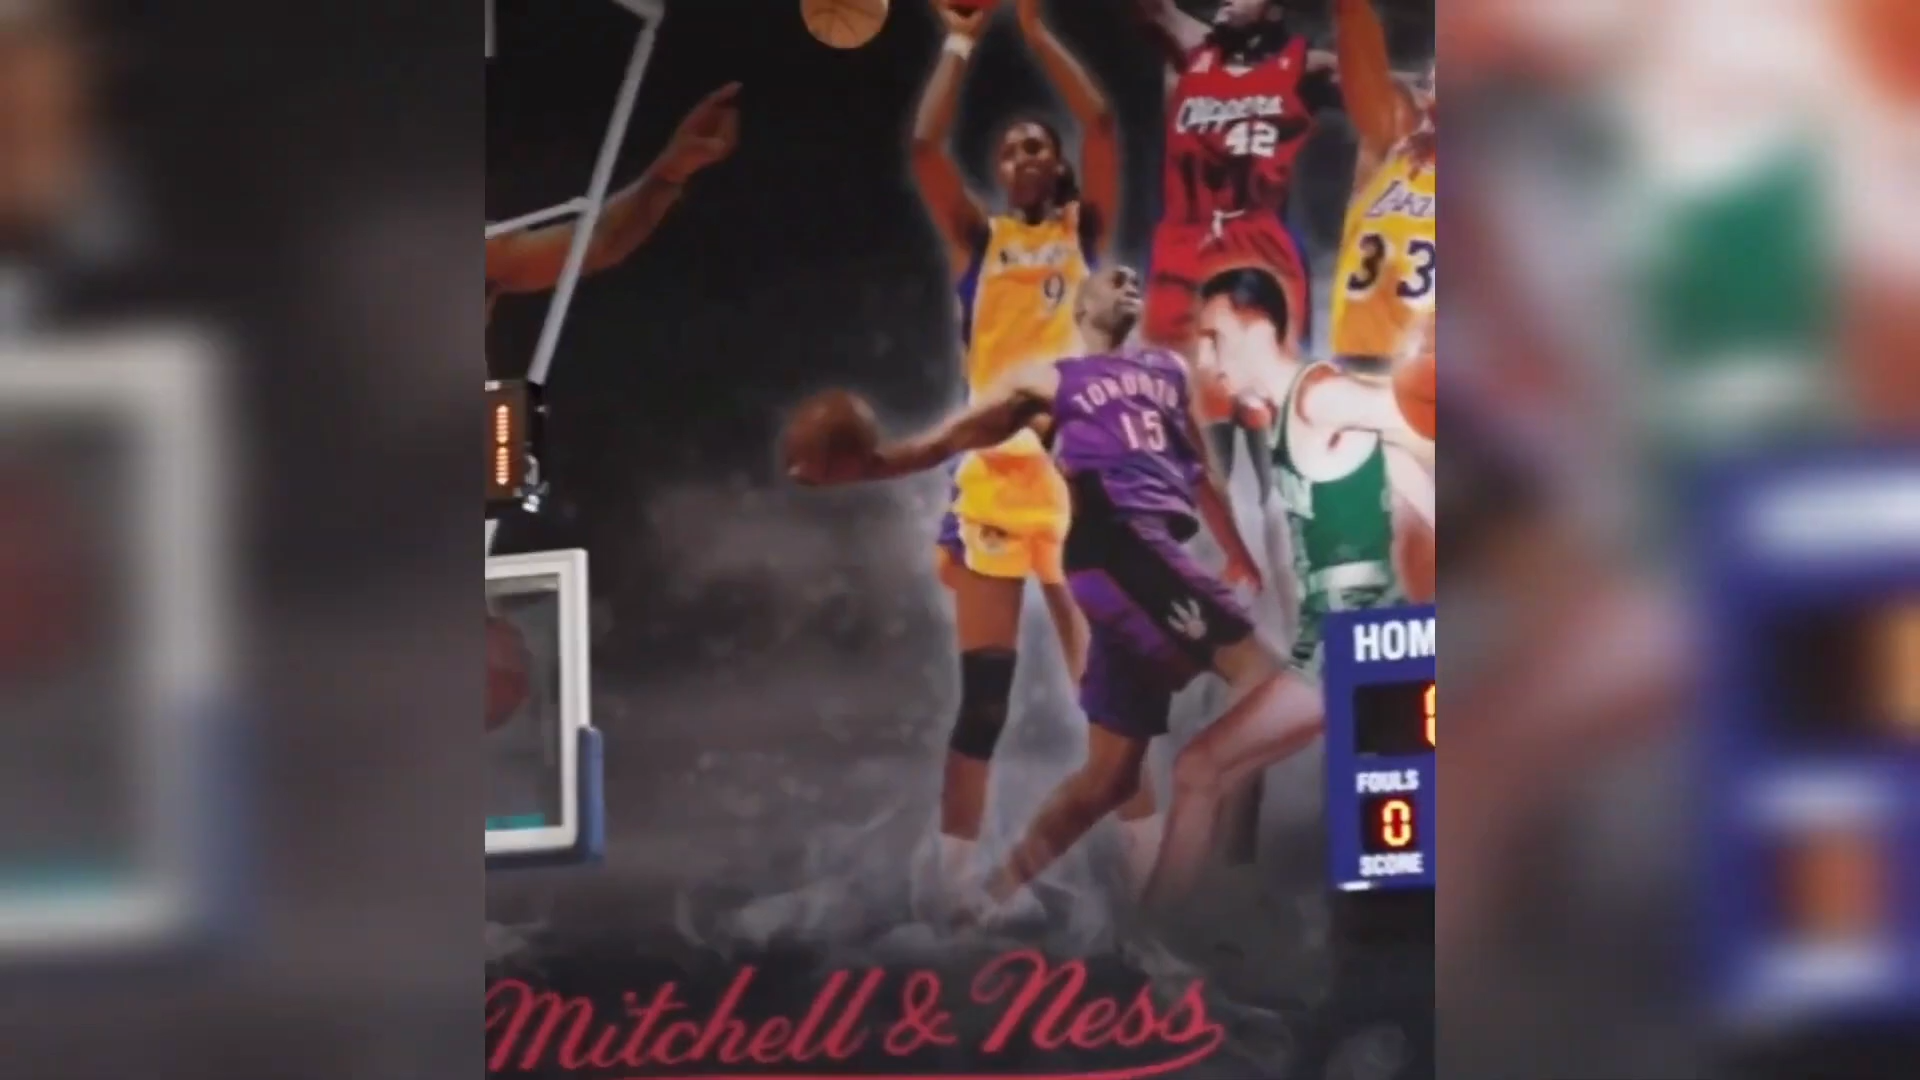 Clippers
42
9
33
TORONTO
15
HOM
FOULS
0
SCORE
Mitchell & Ness